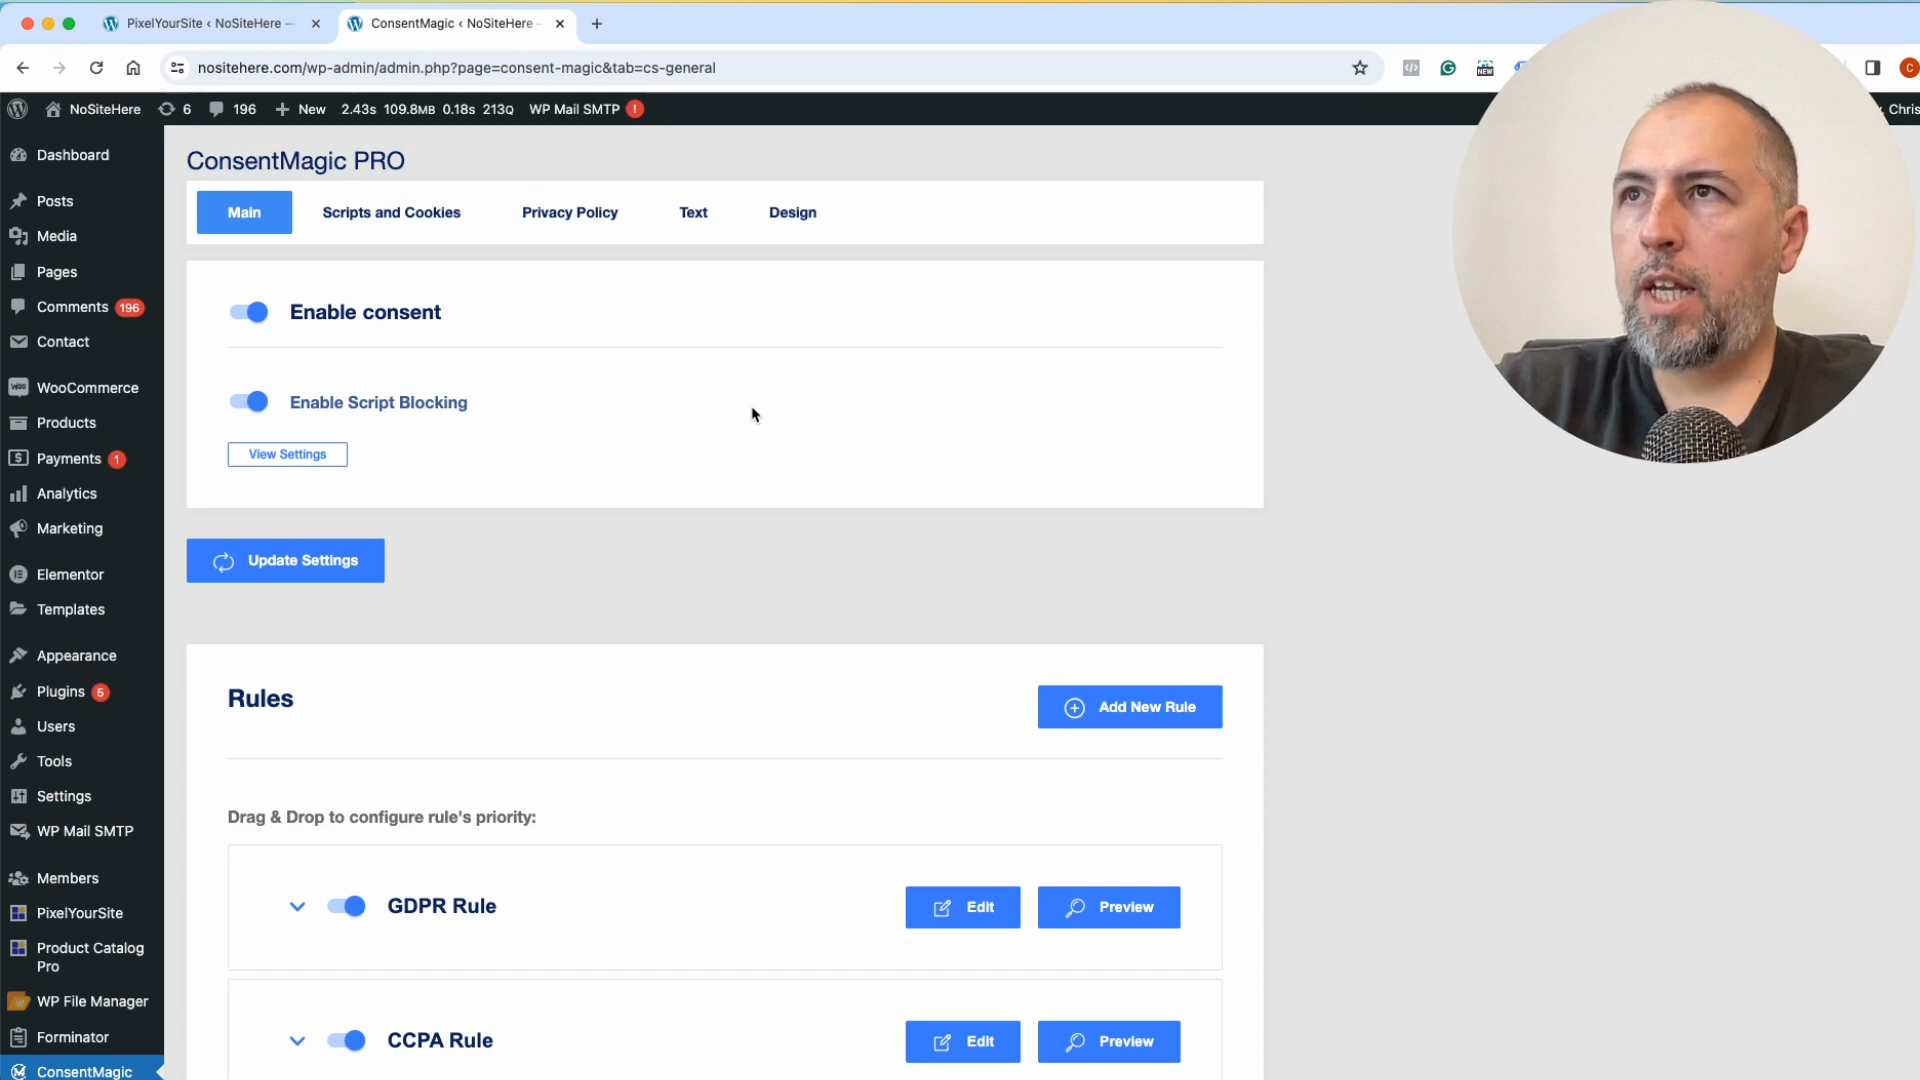 PixelYourSite ‹ NoSiteHere —
ConsentMagic ‹ NoSiteHere -
nositehere.com/wp-admin/admin.php?page=consent-magic&tab=cs-general
NEW
C
NoSiteHere 6 196 New 2.43s 109.8MB 0.18s 213Q WP Mail SMTP !
, Chris
Dashboard
Posts
Media
Pages
Comments 196
Contact
WooCommerce
Products
Payments 1
Analytics
Marketing
Elementor
Templates
Appearance
Plugins 5
Users
Tools
Settings
WP Mail SMTP
Members
PixelYourSite
Product Catalog
Pro
WP File Manager
Forminator
ConsentMagic
ConsentMagic PRO
Main Scripts and Cookies Privacy Policy Text Design
Enable consent
Enable Script Blocking
View Settings
Update Settings
Rules
Add New Rule
Drag & Drop to configure rule's priority:
GDPR Rule
Edit
Preview
CCPA Rule
Edit
Preview